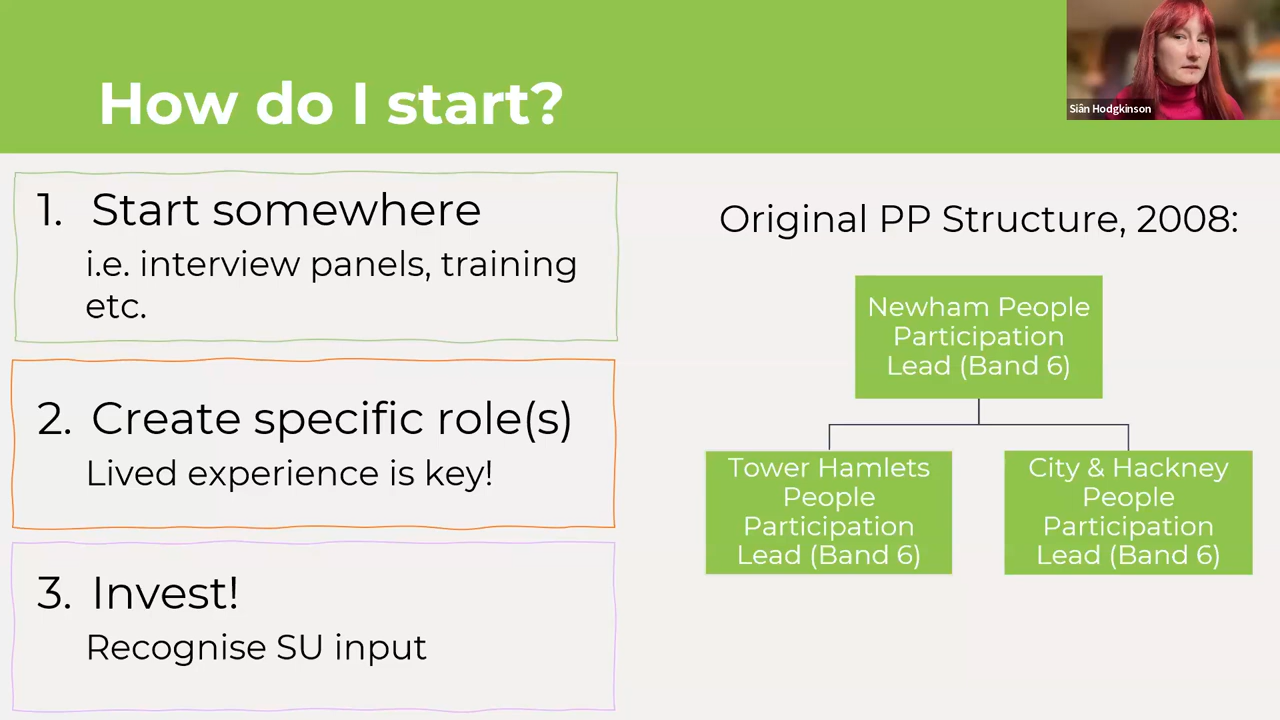 How do I start?
Siân Hodgkinson
1. Start somewhere
i.e. interview panels, training
etc.
2. Create specific role(s)
Lived experience is key!
3. Invest!
Recognise SU input
Original PP Structure, 2008:
Newham People
Participation
Lead (Band 6)
Tower Hamlets
People
Participation
Lead (Band 6)
City & Hackney
People
Participation
Lead (Band 6)